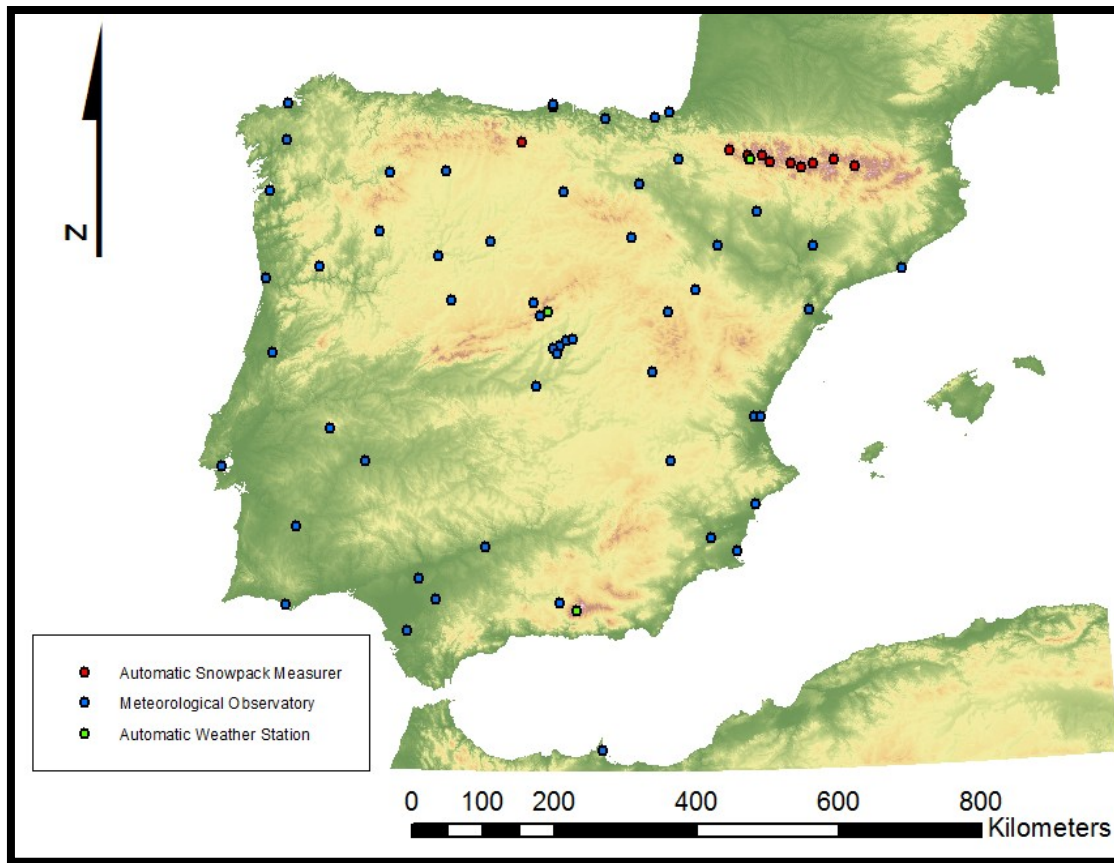 N
Automatic Snowpack Measurer
Meteorological Observatory
Automatic Weather Station
0 100 200 400 600 800
Kilometers